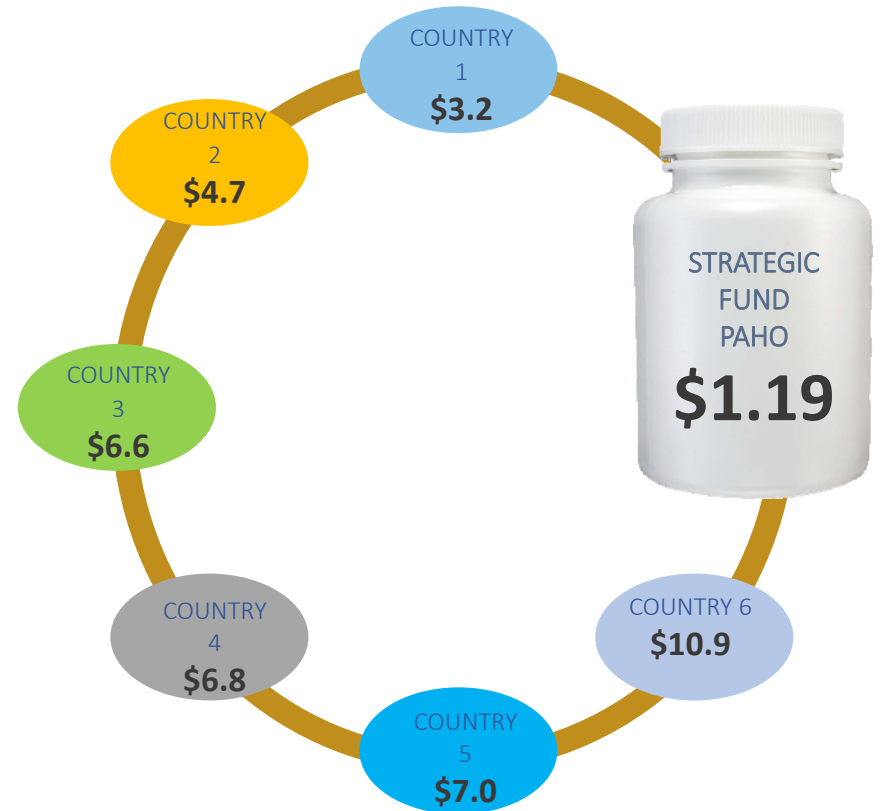 COUNTRY
1
$3.2
COUNTRY
2
$4.7
COUNTRY
3
$6.6
COUNTRY
4
$6.8
COUNTRY
5
$7.0
COUNTRY 6
$10.9
STRATEGIC
FUND
PAHO
$1.19